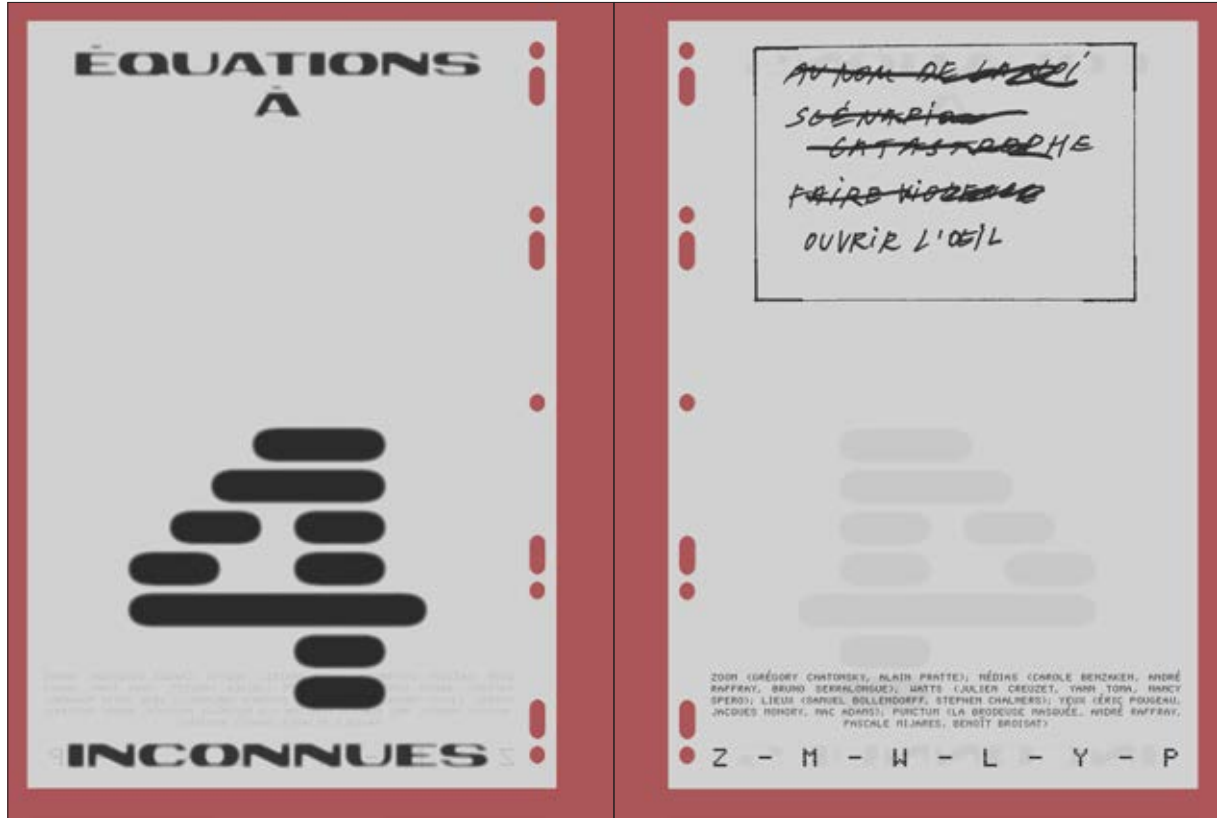 ÉQUATIONS
À
4
INCONNUES
AU NOM DE LA LOI
SCÉNARIO
CATASTROPHE
FAIRE VIOLENCE
OUVRIR L'OEIL
ZOOM (GRÉGORY CHATONSKY, ALAIN PRATTE); MÉDIAS (CAROLE BENZAKEN, ANDRÉ
RAFFRAY, BRUNO SERRALONGUE); WATTS (JULIEN CREUZET, YANN TOMA, NANCY
SPERO); LIEUX (SAMUEL BOLLENDORFF, STEPHEN CHALMERS); YEUX (ÉRIC POUGEAU,
JACQUES MONORY, MAC ADAMS); PUNCTUM (LA BRODEUSE MASQUÉE, ANDRÉ RAFFRAY,
PASCALE MIJARES, BENOÎT BROISAT)
Z - M - W - L - Y - P